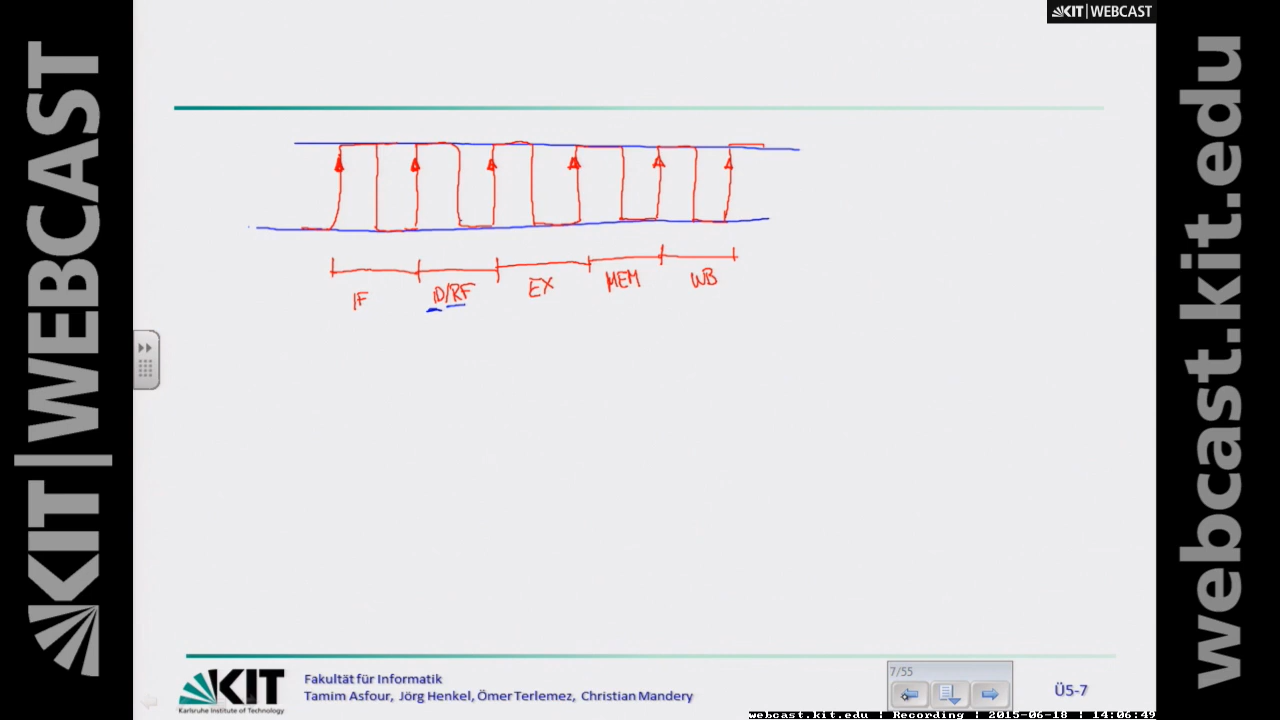 KIT|WEBCAST
KIT|WEBCAST
webcast.kit.edu
IF ID/RF EX MEM WB
KIT
Karlsruhe Institute of Technology
Fakultät für Informatik
Tamim Asfour, Jörg Henkel, Ömer Terlemez, Christian Mandery
7/55
Ü5-7
webcast.kit.edu | Recording | 2015-06-18 | 14:06:49